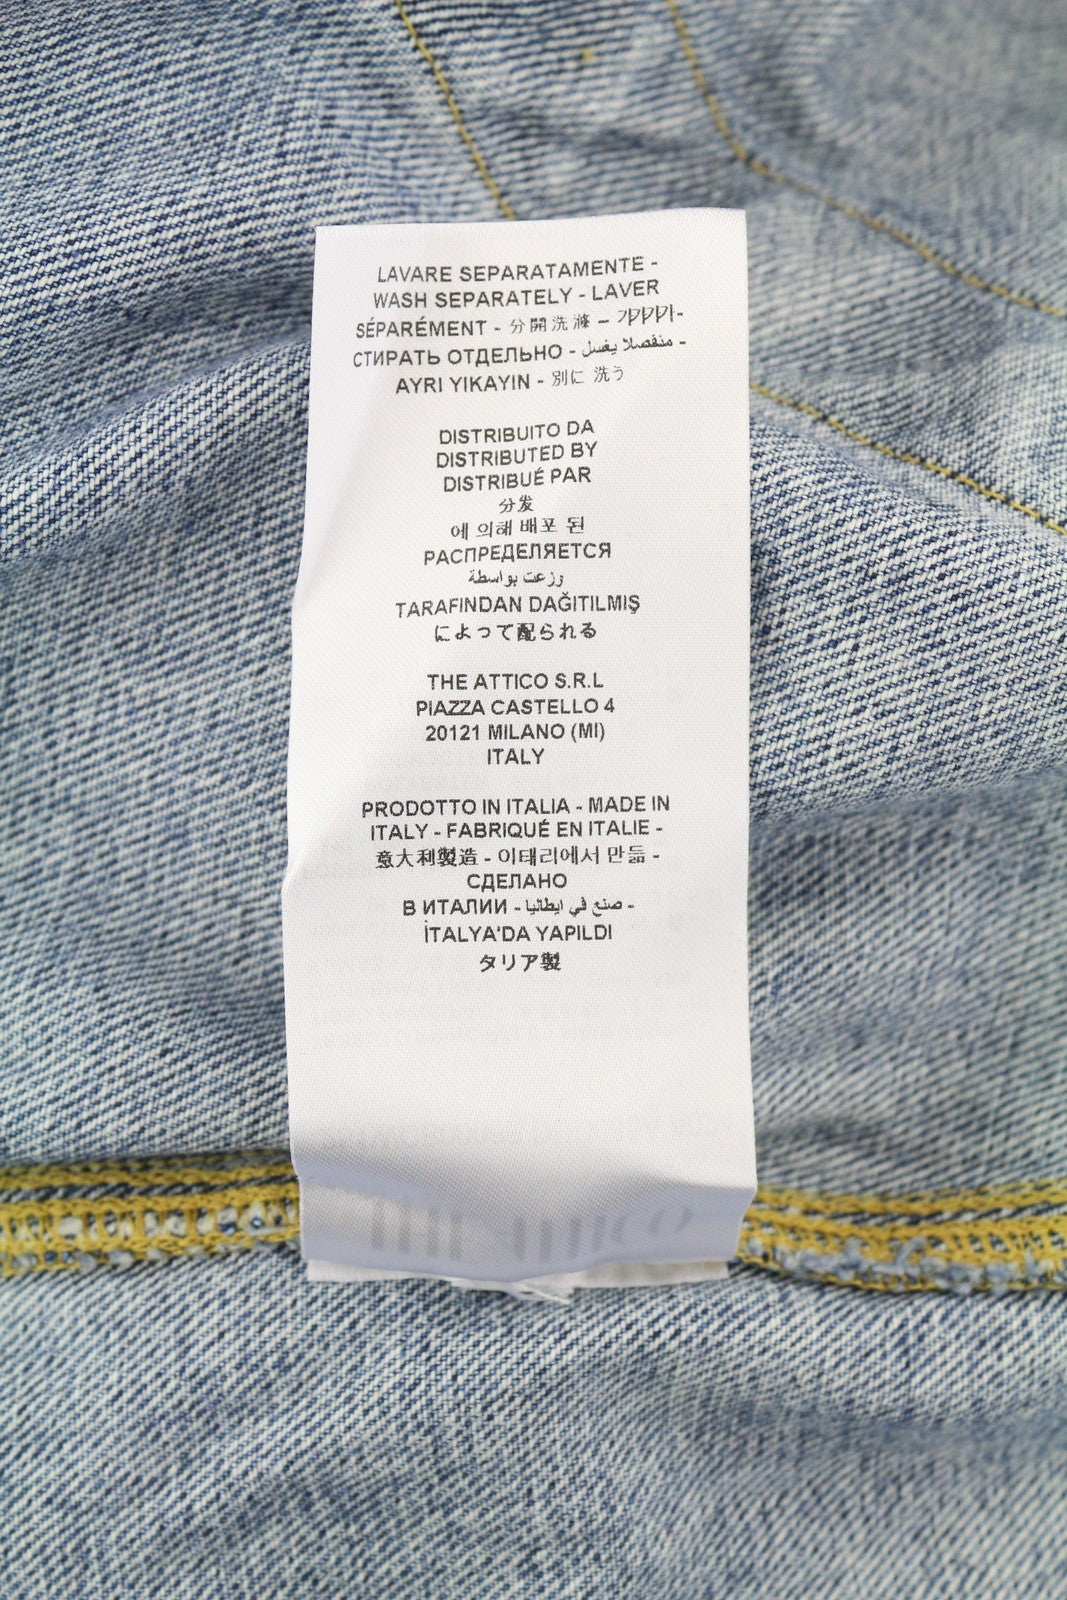 LAVARE SEPARATAMENTE -
WASH SEPARATELY - LAVER
SÉPARÉMENT - 分開洗滌 -
СТИРАТЬ ОТДЕЛЬНО - منفصلا يغسل -
AYRI YIKAYIN - 別に 洗う
DISTRIBUITO DA
DISTRIBUTED BY
DISTRIBUÉ PAR
分发
에 의해 배포 된
РАСПРЕДЕЛЯЕТСЯ
وزعت بواسطة
TARAFINDAN DAĞITILMIŞ
によって配られる
THE ATTICO S.R.L
PIAZZA CASTELLO 4
20121 MILANO (MI)
ITALY
PRODOTTO IN ITALIA - MADE IN
ITALY - FABRIQUÉ EN ITALIE -
意大利製造 - 이태리에서 만듦 -
СДЕЛАНО
В ИТАЛИИ - صنع في ايطاليا -
İTALYA'DA YAPILDI
タリア製